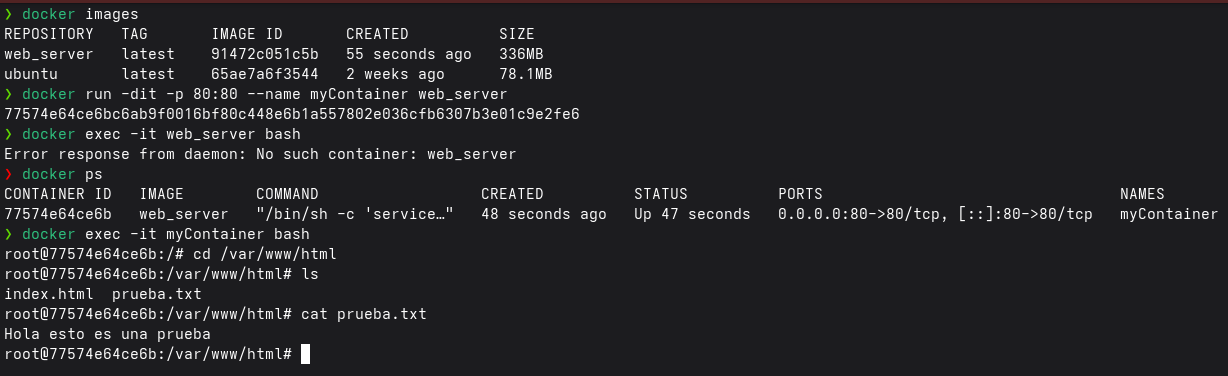 ❯ docker images
REPOSITORY   TAG       IMAGE ID       CREATED          SIZE
web_server   latest    91472c051c5b   55 seconds ago   336MB
ubuntu       latest    65ae7a6f3544   2 weeks ago      78.1MB
❯ docker run -dit -p 80:80 --name myContainer web_server
77574e64ce6bc6ab9f0016bf80c448e6b1a557802e036cfb6307b3e01c9e2fe6
❯ docker exec -it web_server bash
Error response from daemon: No such container: web_server
❯ docker ps
CONTAINER ID   IMAGE        COMMAND                  CREATED          STATUS          PORTS                                 NAMES
77574e64ce6b   web_server   "/bin/sh -c 'service…"   48 seconds ago   Up 47 seconds   0.0.0.0:80->80/tcp, [::]:80->80/tcp   myContainer
❯ docker exec -it myContainer bash
root@77574e64ce6b:/# cd /var/www/html
root@77574e64ce6b:/var/www/html# ls
index.html  prueba.txt
root@77574e64ce6b:/var/www/html# cat prueba.txt
Hola esto es una prueba
root@77574e64ce6b:/var/www/html#